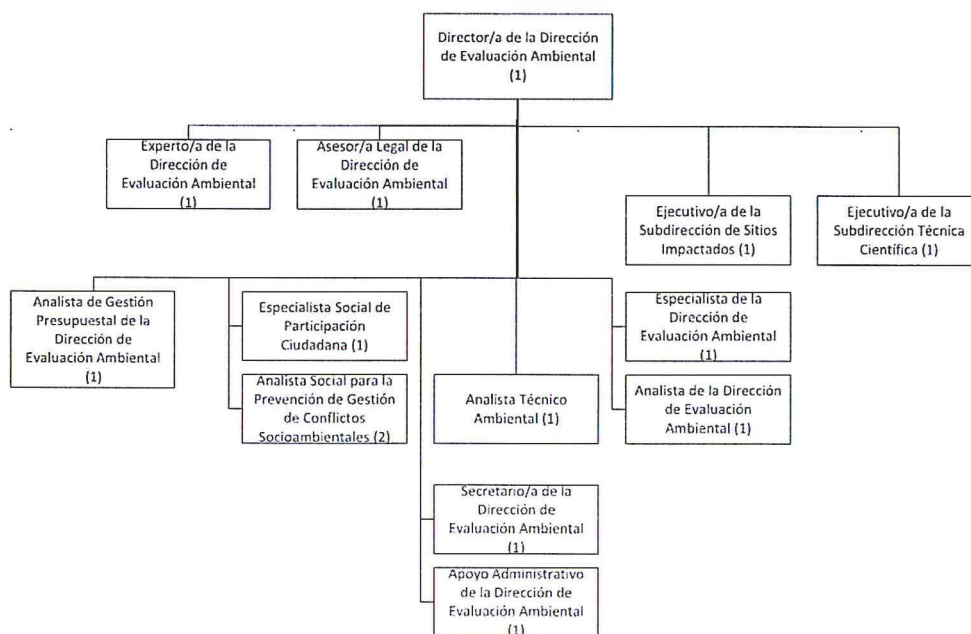 Director/a de la Dirección
de Evaluación Ambiental
(1)
Experto/a de la
Dirección de
Evaluación Ambiental
(1)
Asesor/a Legal de la
Dirección de
Evaluación Ambiental
(1)
Ejecutivo/a de la
Subdirección de Sitios
Impactados (1)
Ejecutivo/a de la
Subdirección Técnica
Científica (1)
Analista de Gestión
Presupuestal de la
Dirección de
Evaluación Ambiental
(1)
Especialista Social de
Participación
Ciudadana (1)
Analista Social para la
Prevención de Gestión
de Conflictos
Socioambientales (2)
Analista Técnico
Ambiental (1)
Especialista de la
Dirección de
Evaluación Ambiental
(1)
Analista de la Dirección
de Evaluación
Ambiental (1)
Secretario/a de la
Dirección de
Evaluación Ambiental
(1)
Apoyo Administrativo
de la Dirección de
Evaluación Ambiental
(1)